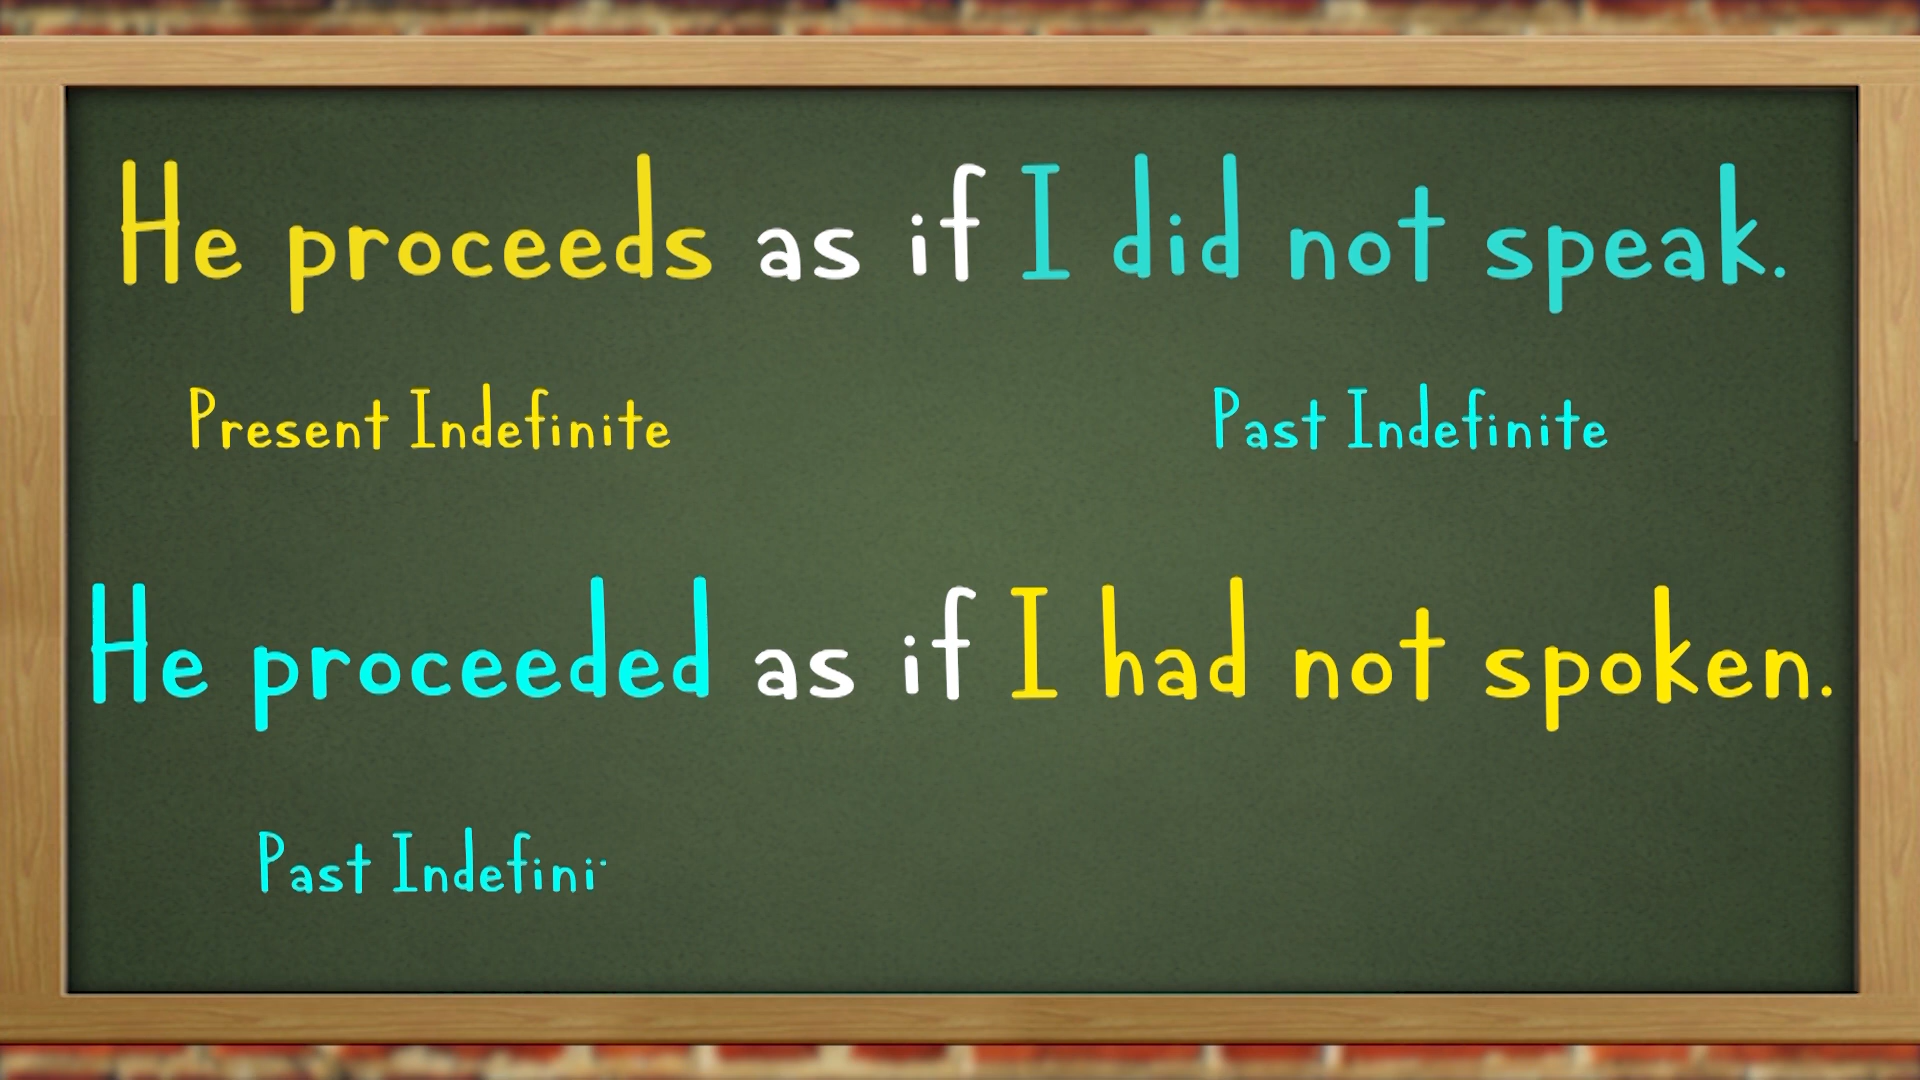 He proceeds as if I did not speak.
Present Indefinite Past Indefinite
He proceeded as if I had not spoken.
Past Indefini